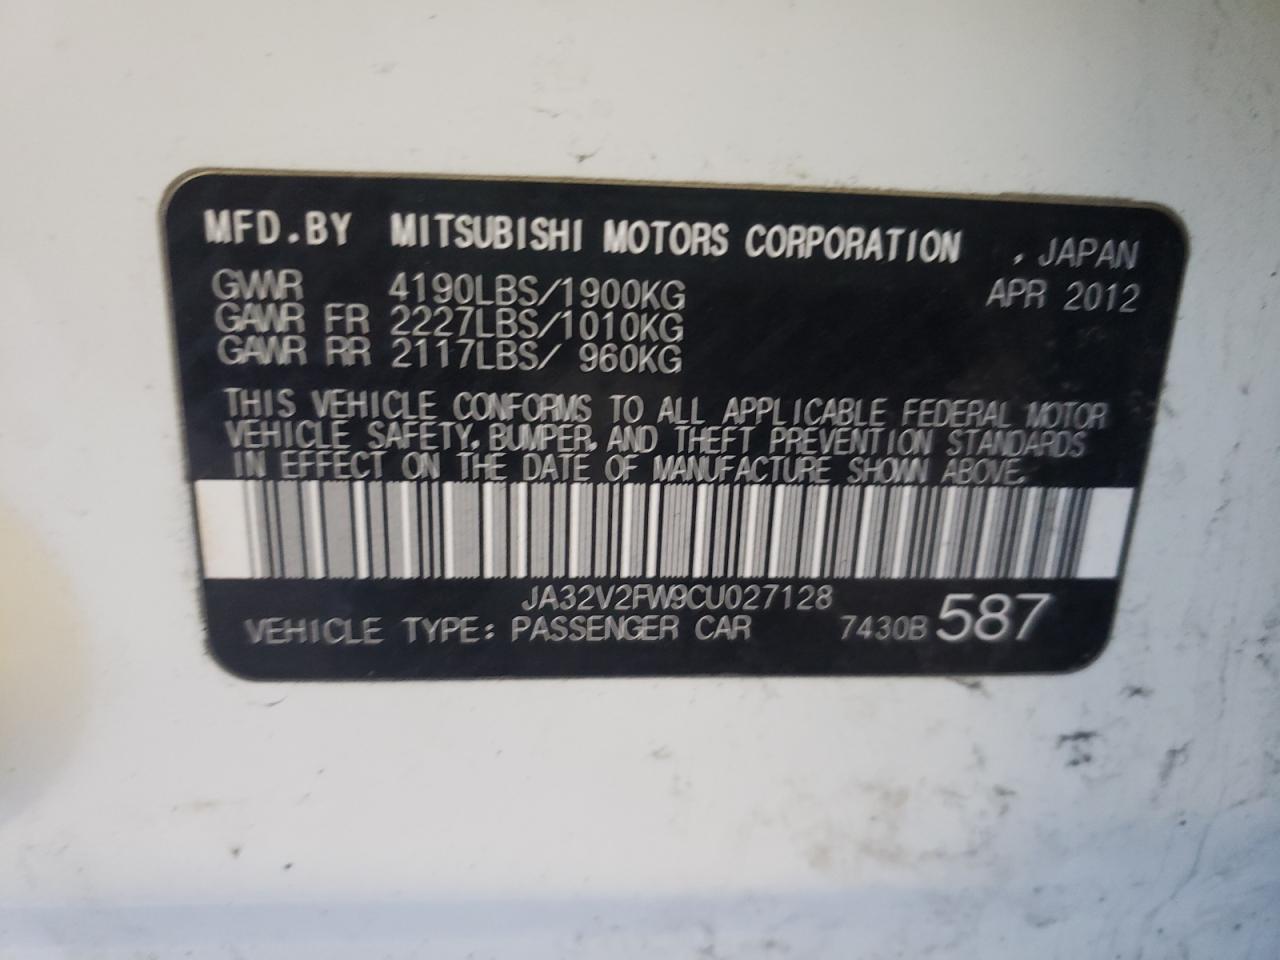 MFD.BY MITSUBISHI MOTORS CORPORATION , JAPAN
GVWR 4190LBS/1900KG APR 2012
GAWR FR 2227LBS/1010KG
GAWR RR 2117LBS/ 960KG
THIS VEHICLE CONFORMS TO ALL APPLICABLE FEDERAL MOTOR
VEHICLE SAFETY, BUMPER, AND THEFT PREVENTION STANDARDS
IN EFFECT ON THE DATE OF MANUFACTURE SHOWN ABOVE.
JA32V2FW9CU027128
VEHICLE TYPE: PASSENGER CAR 7430B 587